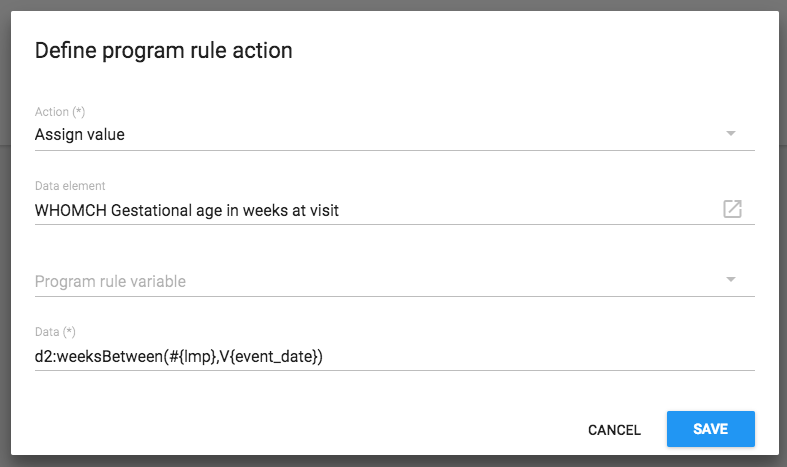 Define program rule action
Action (*)
Assign value
Data element
WHOMCH Gestational age in weeks at visit
Program rule variable
Data (*)
d2:weeksBetween(#{lmp},V{event_date})
CANCEL
SAVE